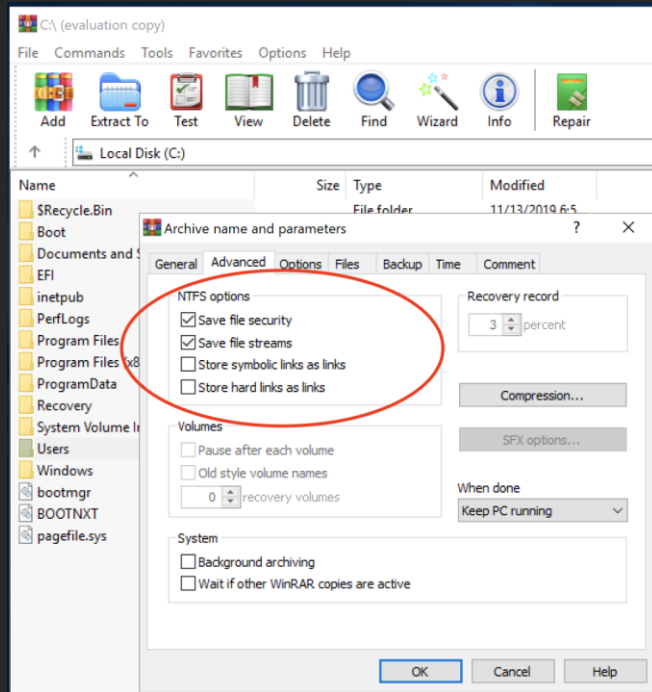 C:\ (evaluation copy)
File Commands Tools Favorites Options Help
Add Extract To Test View Delete Find Wizard Info Repair
Local Disk (C:)
Name Size Type Modified
$Recycle.Bin File folder 11/13/2019 6:5...
Boot
Documents and S
EFI
inetpub
PerfLogs
Program Files
Program Files (x8
ProgramData
Recovery
System Volume In
Users
Windows
bootmgr
BOOTNXT
pagefile.sys
Archive name and parameters ? X
General Advanced Options Files Backup Time Comment
NTFS options
Save file security
Save file streams
Store symbolic links as links
Store hard links as links
Recovery record
3 percent
Compression...
SFX options...
Volumes
Pause after each volume
Old style volume names
0 recovery volumes
When done
Keep PC running
System
Background archiving
Wait if other WinRAR copies are active
OK Cancel Help